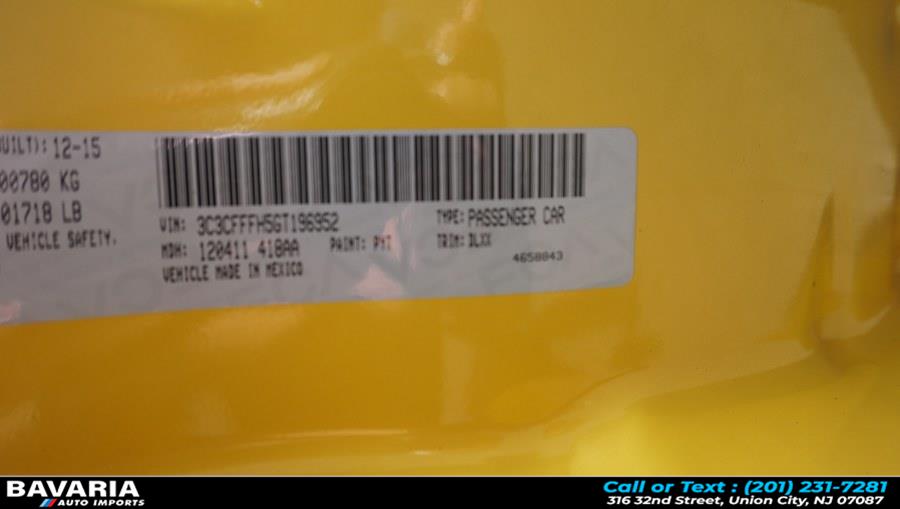 UILT): 12-15
00780 KG
01718 LB
VEHICLE SAFETY.
VIN: 3C3CFFFH5GT196952
TYPE: PASSENGER CAR
MDH: 120411 418AA
PAINT: PYI
TRIM: DLXX
VEHICLE MADE IN MEXICO
4658843
BAVARIA
AUTO IMPORTS
Call or Text : (201) 231-7281
316 32nd Street, Union City, NJ 07087